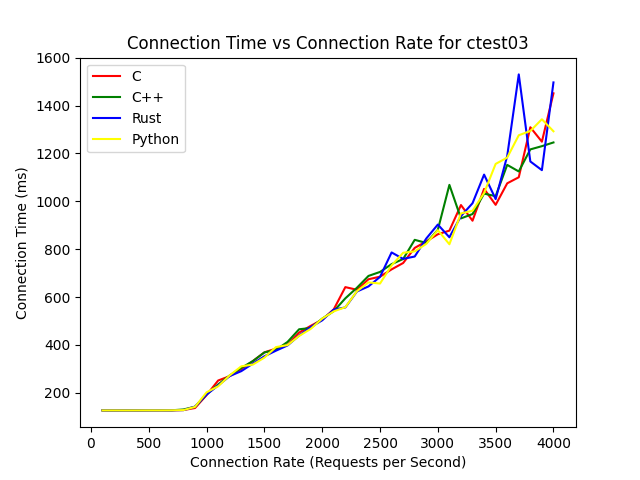 Connection Time vs Connection Rate for ctest03
C
C++
Rust
Python
Connection Time (ms)
1600
1400
1200
1000
800
600
400
200
0 500 1000 1500 2000 2500 3000 3500 4000
Connection Rate (Requests per Second)